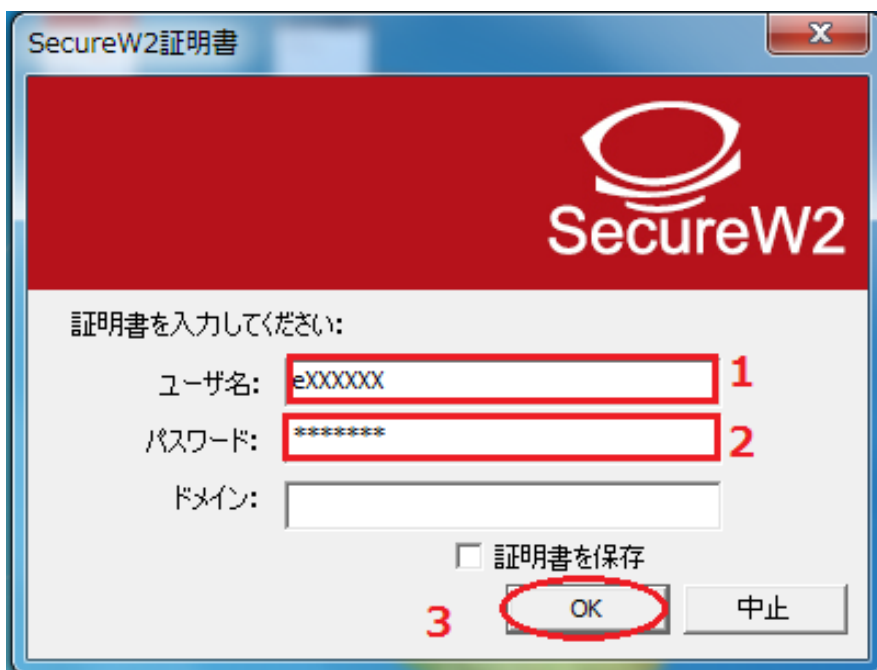 SecureW2証明書
SecureW2
証明書を入力してください:
ユーザ名: eXXXXXX 1
パスワード: ******* 2
ドメイン:
証明書を保存
3 OK 中止